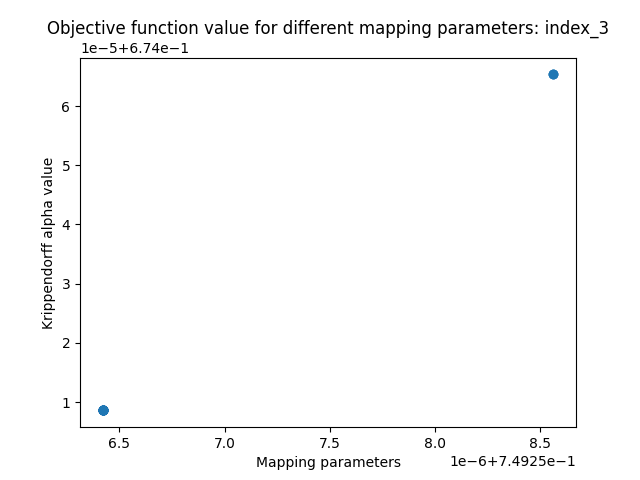 Objective function value for different mapping parameters: index_3
1e−5+6.74e−1
6
5
4
3
2
1
Krippendorff alpha value
6.5 7.0 7.5 8.0 8.5
Mapping parameters
1e−6+7.4925e−1